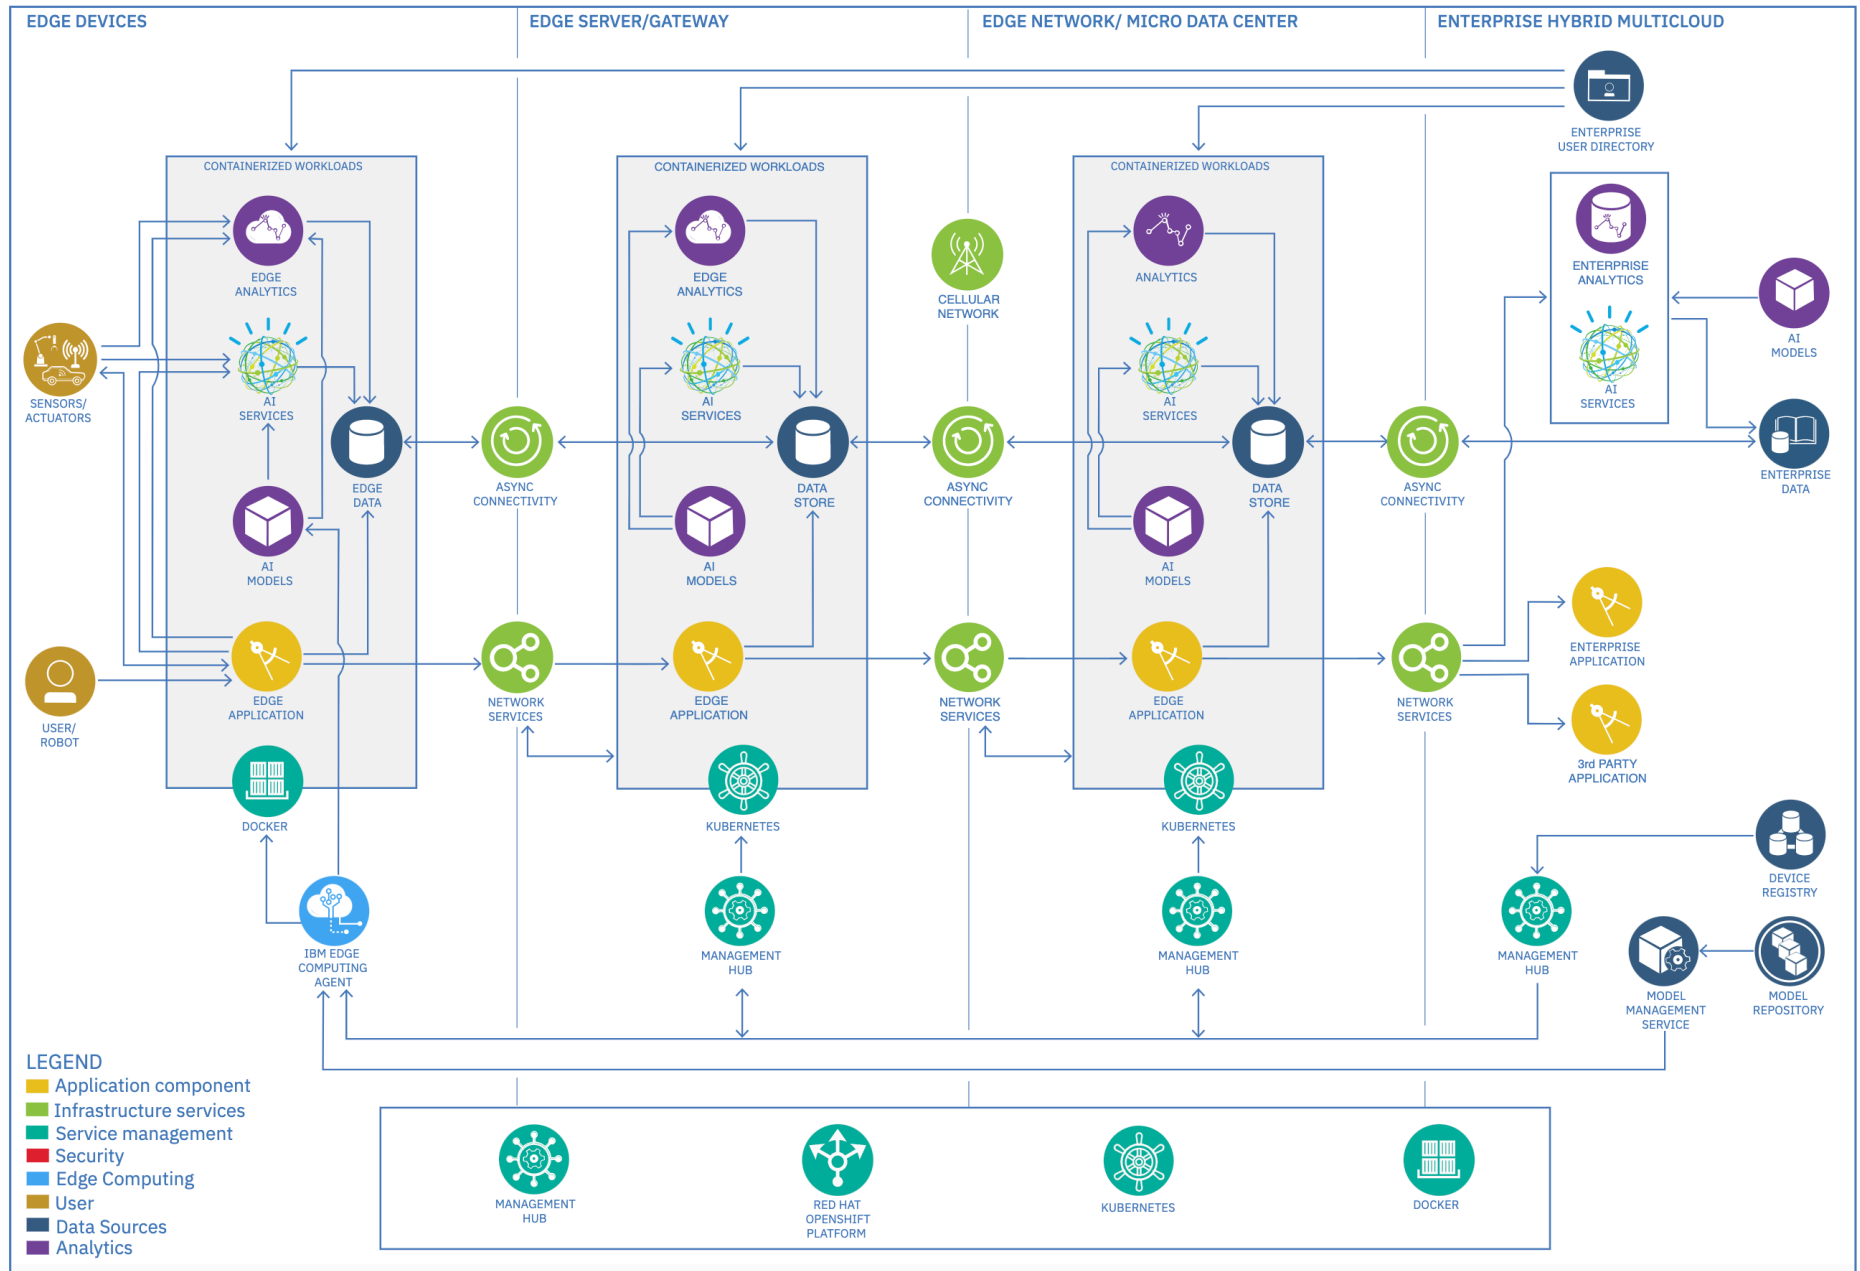 EDGE DEVICES
EDGE SERVER/GATEWAY
EDGE NETWORK/ MICRO DATA CENTER
ENTERPRISE HYBRID MULTICLOUD
ENTERPRISE
USER DIRECTORY
CONTAINERIZED WORKLOADS
CONTAINERIZED WORKLOADS
CONTAINERIZED WORKLOADS
EDGE
ANALYTICS
EDGE
ANALYTICS
CELLULAR
NETWORK
ANALYTICS
ENTERPRISE
ANALYTICS
AI
MODELS
SENSORS/
ACTUATORS
AI
SERVICES
AI
SERVICES
AI
SERVICES
AI
SERVICES
EDGE
DATA
ASYNC
CONNECTIVITY
DATA
STORE
ASYNC
CONNECTIVITY
DATA
STORE
ASYNC
CONNECTIVITY
ENTERPRISE
DATA
AI
MODELS
AI
MODELS
AI
MODELS
ENTERPRISE
APPLICATION
USER/
ROBOT
EDGE
APPLICATION
NETWORK
SERVICES
EDGE
APPLICATION
NETWORK
SERVICES
EDGE
APPLICATION
NETWORK
SERVICES
3rd PARTY
APPLICATION
DOCKER
KUBERNETES
KUBERNETES
DEVICE
REGISTRY
IBM EDGE
COMPUTING
AGENT
MANAGEMENT
HUB
MANAGEMENT
HUB
MANAGEMENT
HUB
MODEL
MANAGEMENT
SERVICE
MODEL
REPOSITORY
LEGEND
Application component
Infrastructure services
Service management
Security
Edge Computing
User
Data Sources
Analytics
MANAGEMENT
HUB
RED HAT
OPENSHIFT
PLATFORM
KUBERNETES
DOCKER